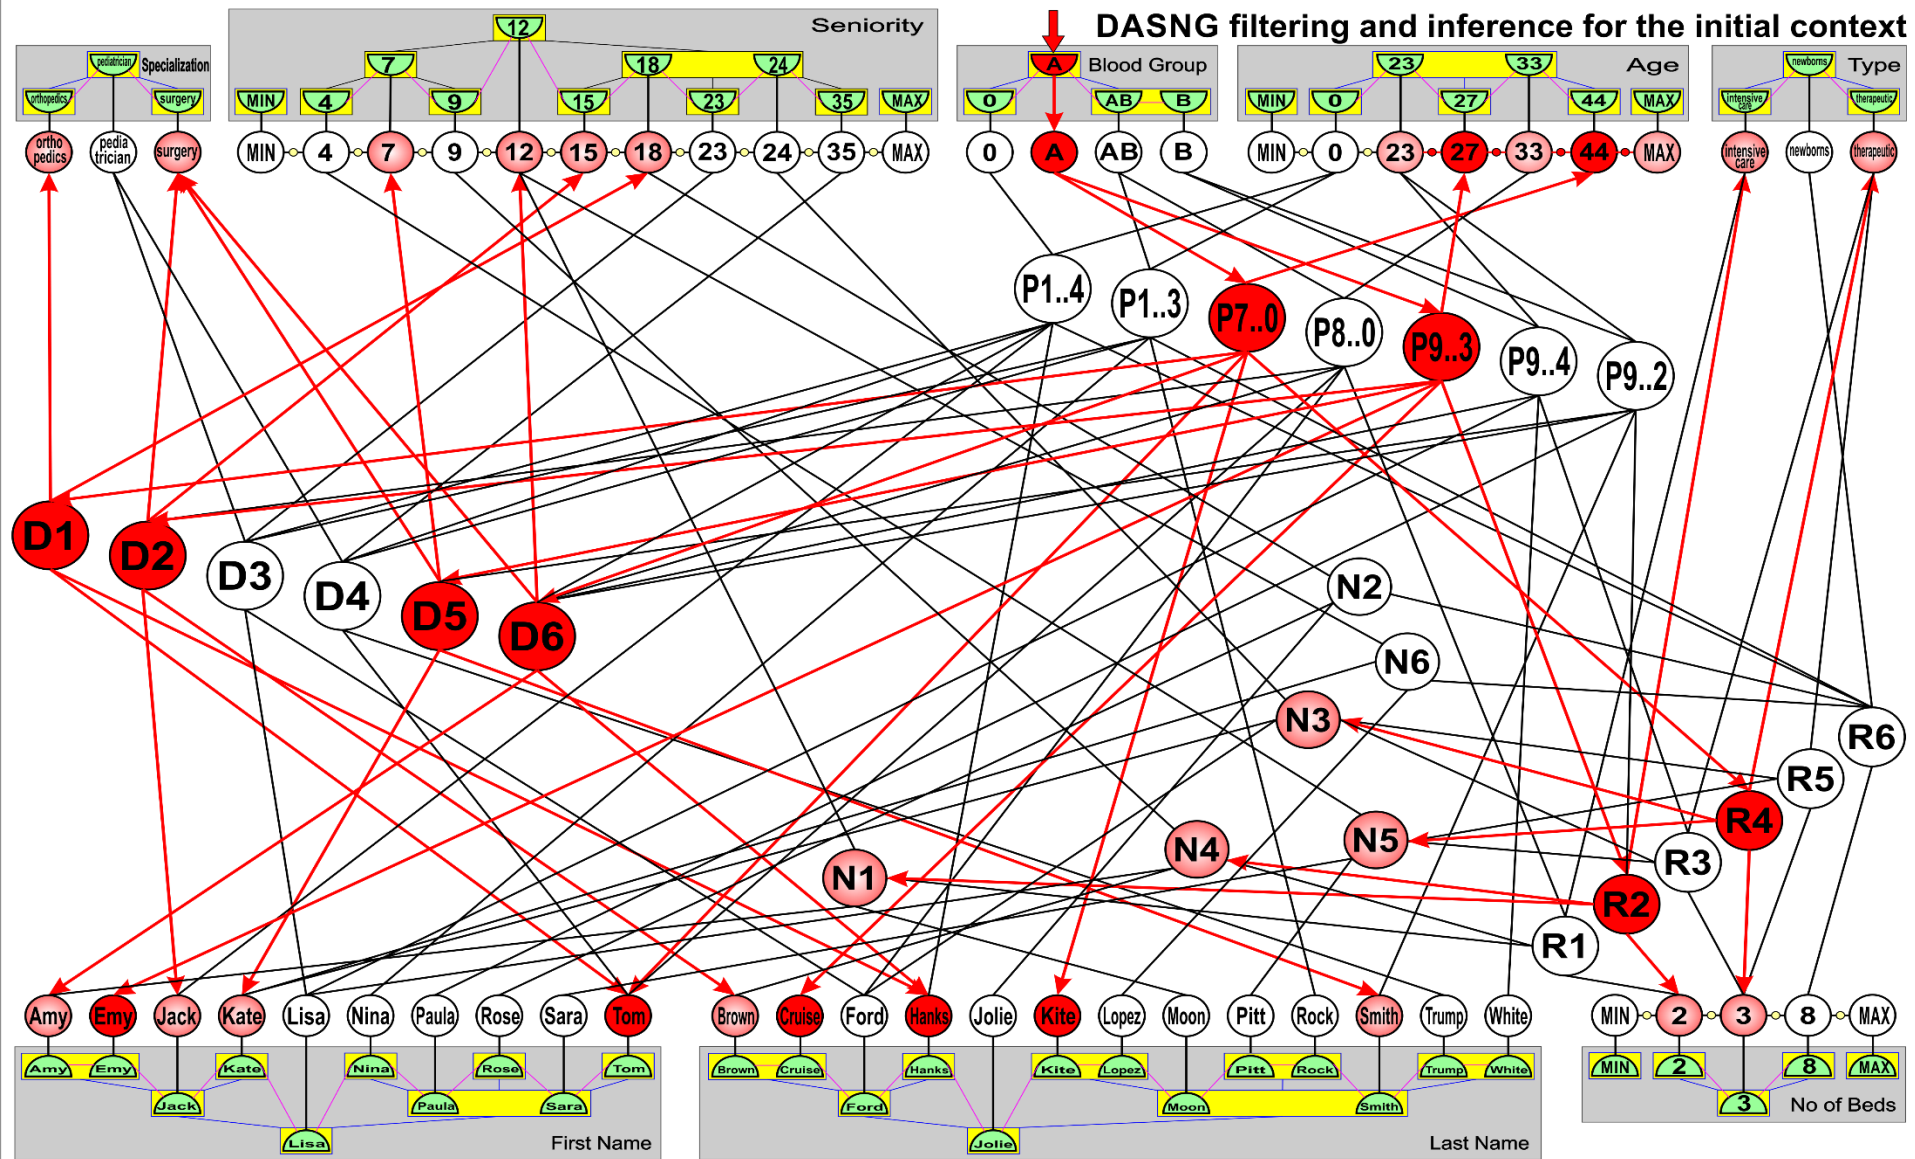 DASNG filtering and inference for the initial context
pediatrician Specialization
orthopedics surgery
12 Seniority
7 18 24
MIN 4 9 15 23 35 MAX
A Blood Group
0 AB B
23 33 Age
MIN 0 27 44 MAX
newborns Type
intensive care therapeutic
ortho pedics pedia trician surgery
MIN 4 7 9 12 15 18 23 24 35 MAX
0 A AB B
MIN 0 23 27 33 44 MAX
intensive care newborns therapeutic
P1..4 P1..3 P7..0 P8..0 P9..3 P9..4 P9..2
D1 D2 D3 D4 D5 D6
N2
N6
N3
N5
N4
N1
R6
R5
R4
R3
R2
R1
Amy Emy Jack Kate Lisa Nina Paula Rose Sara Tom
Brown Cruise Ford Hanks Jolie Kite Lopez Moon Pitt Rock Smith Trump White
MIN 2 3 8 MAX
Amy Emy Kate Nina Rose Tom
Jack Paula Sara
Lisa First Name
Brown Cruise Hanks Kite Lopez Pitt Rock Trump White
Ford Moon Smith
Jolie Last Name
MIN 2 8 MAX
3 No of Beds